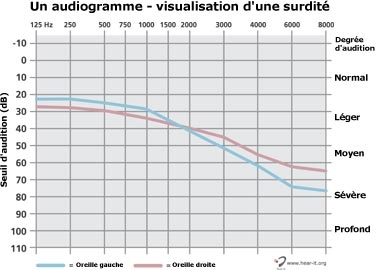 Un audiogramme - visualisation d'une surdité
125 Hz 250 500 750 1000 1500 2000 3000 4000 6000 8000
Degrée
d'audition
-10
0
Normal
10
20
30
Léger
40
50
Moyen
60
70
80
Sévère
90
100
Profond
110
Seuil d'audition (dB)
= Oreille gauche
= Oreille droite
www.hear-it.org